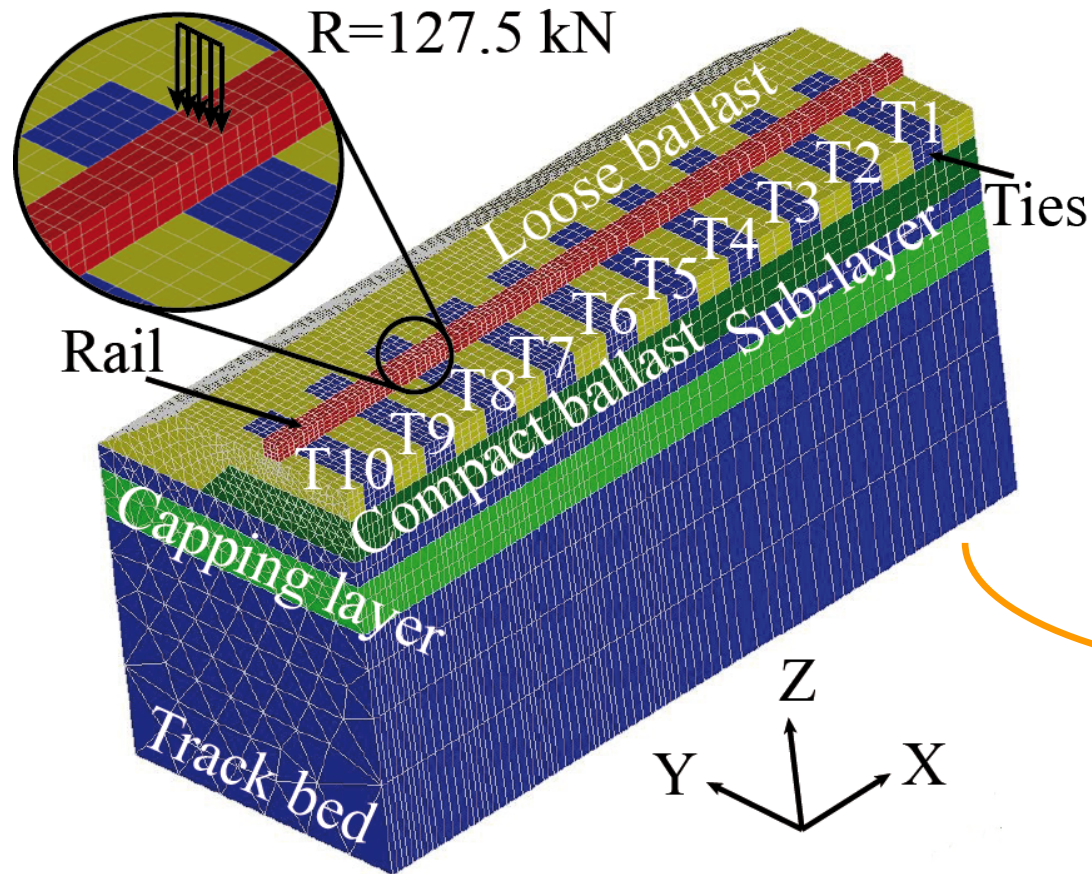 R=127.5 kN
Loose ballast
T1
T2
Ties
T3
T4
T5
T6
Sub-layer
Rail
T7
T8
T9
Compact ballast
T10
Capping layer
Z
Y
X
Track bed